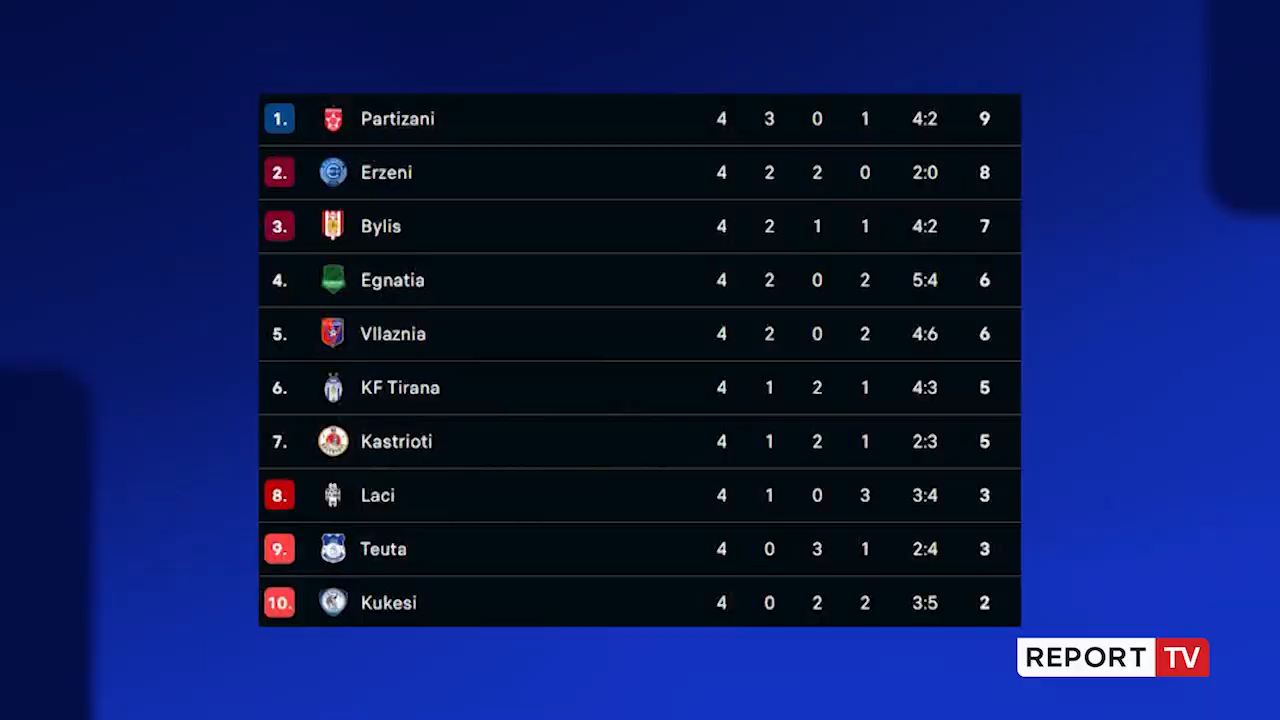 1. Partizani 4 3 0 1 4:2 9
2. Erzeni 4 2 2 0 2:0 8
3. Bylis 4 2 1 1 4:2 7
4. Egnatia 4 2 0 2 5:4 6
5. Vllaznia 4 2 0 2 4:6 6
6. KF Tirana 4 1 2 1 4:3 5
7. Kastrioti 4 1 2 1 2:3 5
8. Laci 4 1 0 3 3:4 3
9. Teuta 4 0 3 1 2:4 3
10. Kukesi 4 0 2 2 3:5 2
REPORT TV